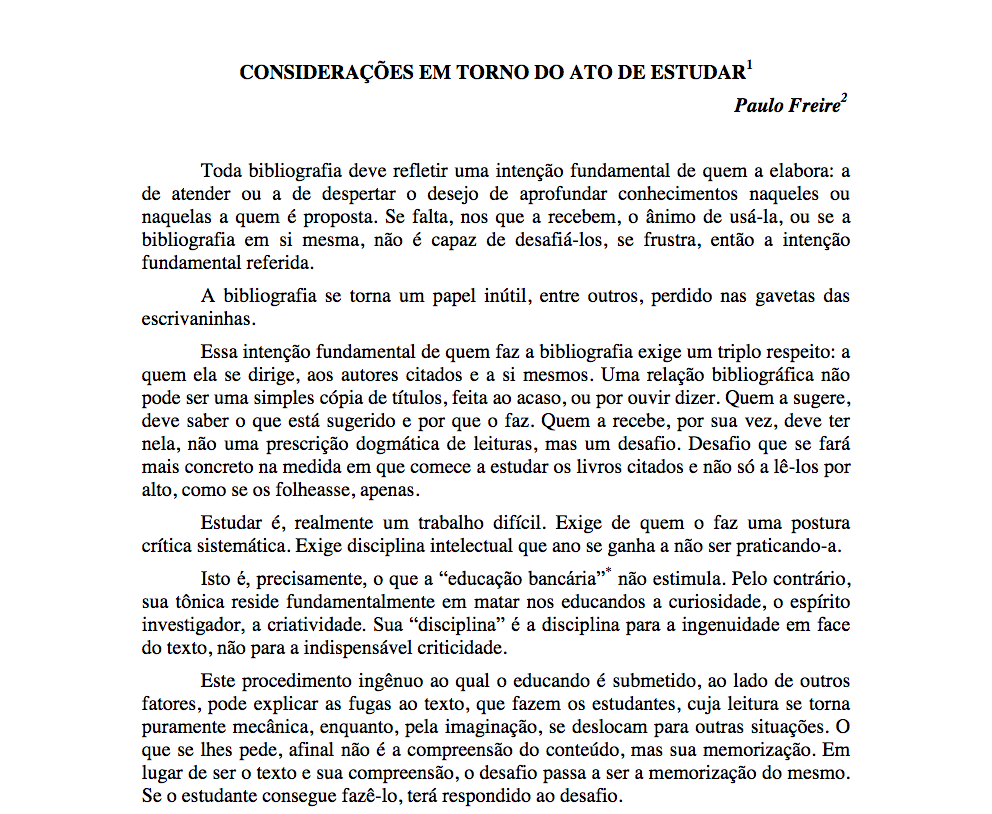 CONSIDERAÇÕES EM TORNO DO ATO DE ESTUDAR¹
Paulo Freire²
Toda bibliografia deve refletir uma intenção fundamental de quem a elabora: a
de atender ou a de despertar o desejo de aprofundar conhecimentos naqueles ou
naquelas a quem é proposta. Se falta, nos que a recebem, o ânimo de usá-la, ou se a
bibliografia em si mesma, não é capaz de desafiá-los, se frustra, então a intenção
fundamental referida.
A bibliografia se torna um papel inútil, entre outros, perdido nas gavetas das
escrivaninhas.
Essa intenção fundamental de quem faz a bibliografia exige um triplo respeito: a
quem ela se dirige, aos autores citados e a si mesmos. Uma relação bibliográfica não
pode ser uma simples cópia de títulos, feita ao acaso, ou por ouvir dizer. Quem a sugere,
deve saber o que está sugerido e por que o faz. Quem a recebe, por sua vez, deve ter
nela, não uma prescrição dogmática de leituras, mas um desafio. Desafio que se fará
mais concreto na medida em que comece a estudar os livros citados e não só a lê-los por
alto, como se os folheasse, apenas.
Estudar é, realmente um trabalho difícil. Exige de quem o faz uma postura
crítica sistemática. Exige disciplina intelectual que ano se ganha a não ser praticando-a.
Isto é, precisamente, o que a “educação bancária”* não estimula. Pelo contrário,
sua tônica reside fundamentalmente em matar nos educandos a curiosidade, o espírito
investigador, a criatividade. Sua “disciplina” é a disciplina para a ingenuidade em face
do texto, não para a indispensável criticidade.
Este procedimento ingênuo ao qual o educando é submetido, ao lado de outros
fatores, pode explicar as fugas ao texto, que fazem os estudantes, cuja leitura se torna
puramente mecânica, enquanto, pela imaginação, se deslocam para outras situações. O
que se lhes pede, afinal não é a compreensão do conteúdo, mas sua memorização. Em
lugar de ser o texto e sua compreensão, o desafio passa a ser a memorização do mesmo.
Se o estudante consegue fazê-lo, terá respondido ao desafio.